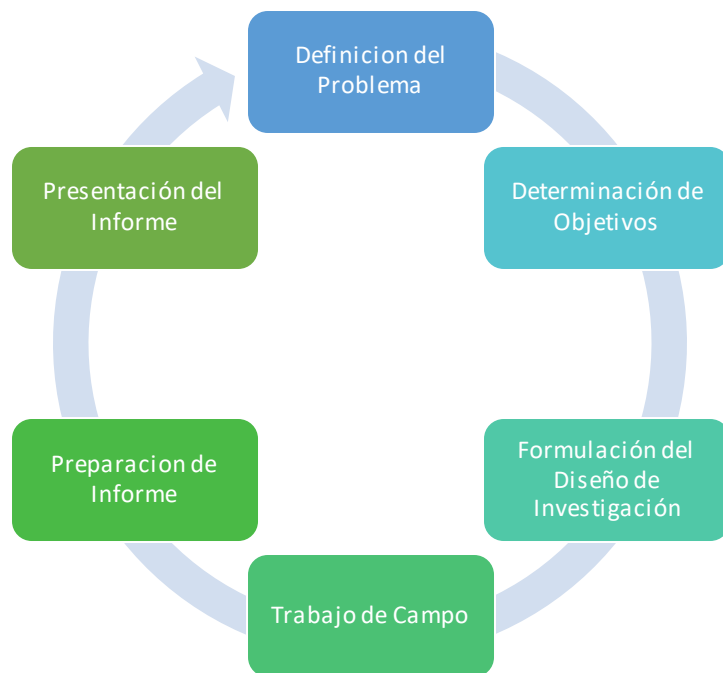 Definicion del
Problema
Determinación de
Objetivos
Formulación del
Diseño de
Investigación
Trabajo de Campo
Preparacion de
Informe
Presentación del
Informe